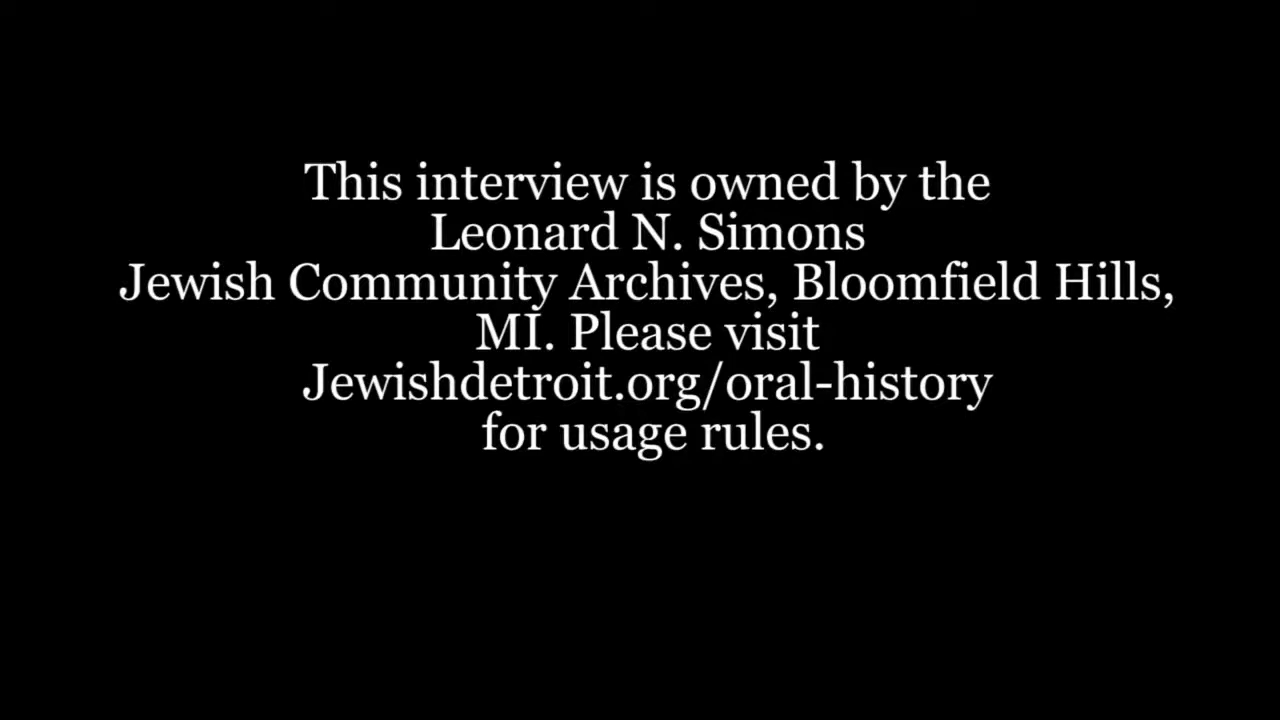 This interview is owned by the
Leonard N. Simons
Jewish Community Archives, Bloomfield Hills,
MI. Please visit
Jewishdetroit.org/oral-history
for usage rules.